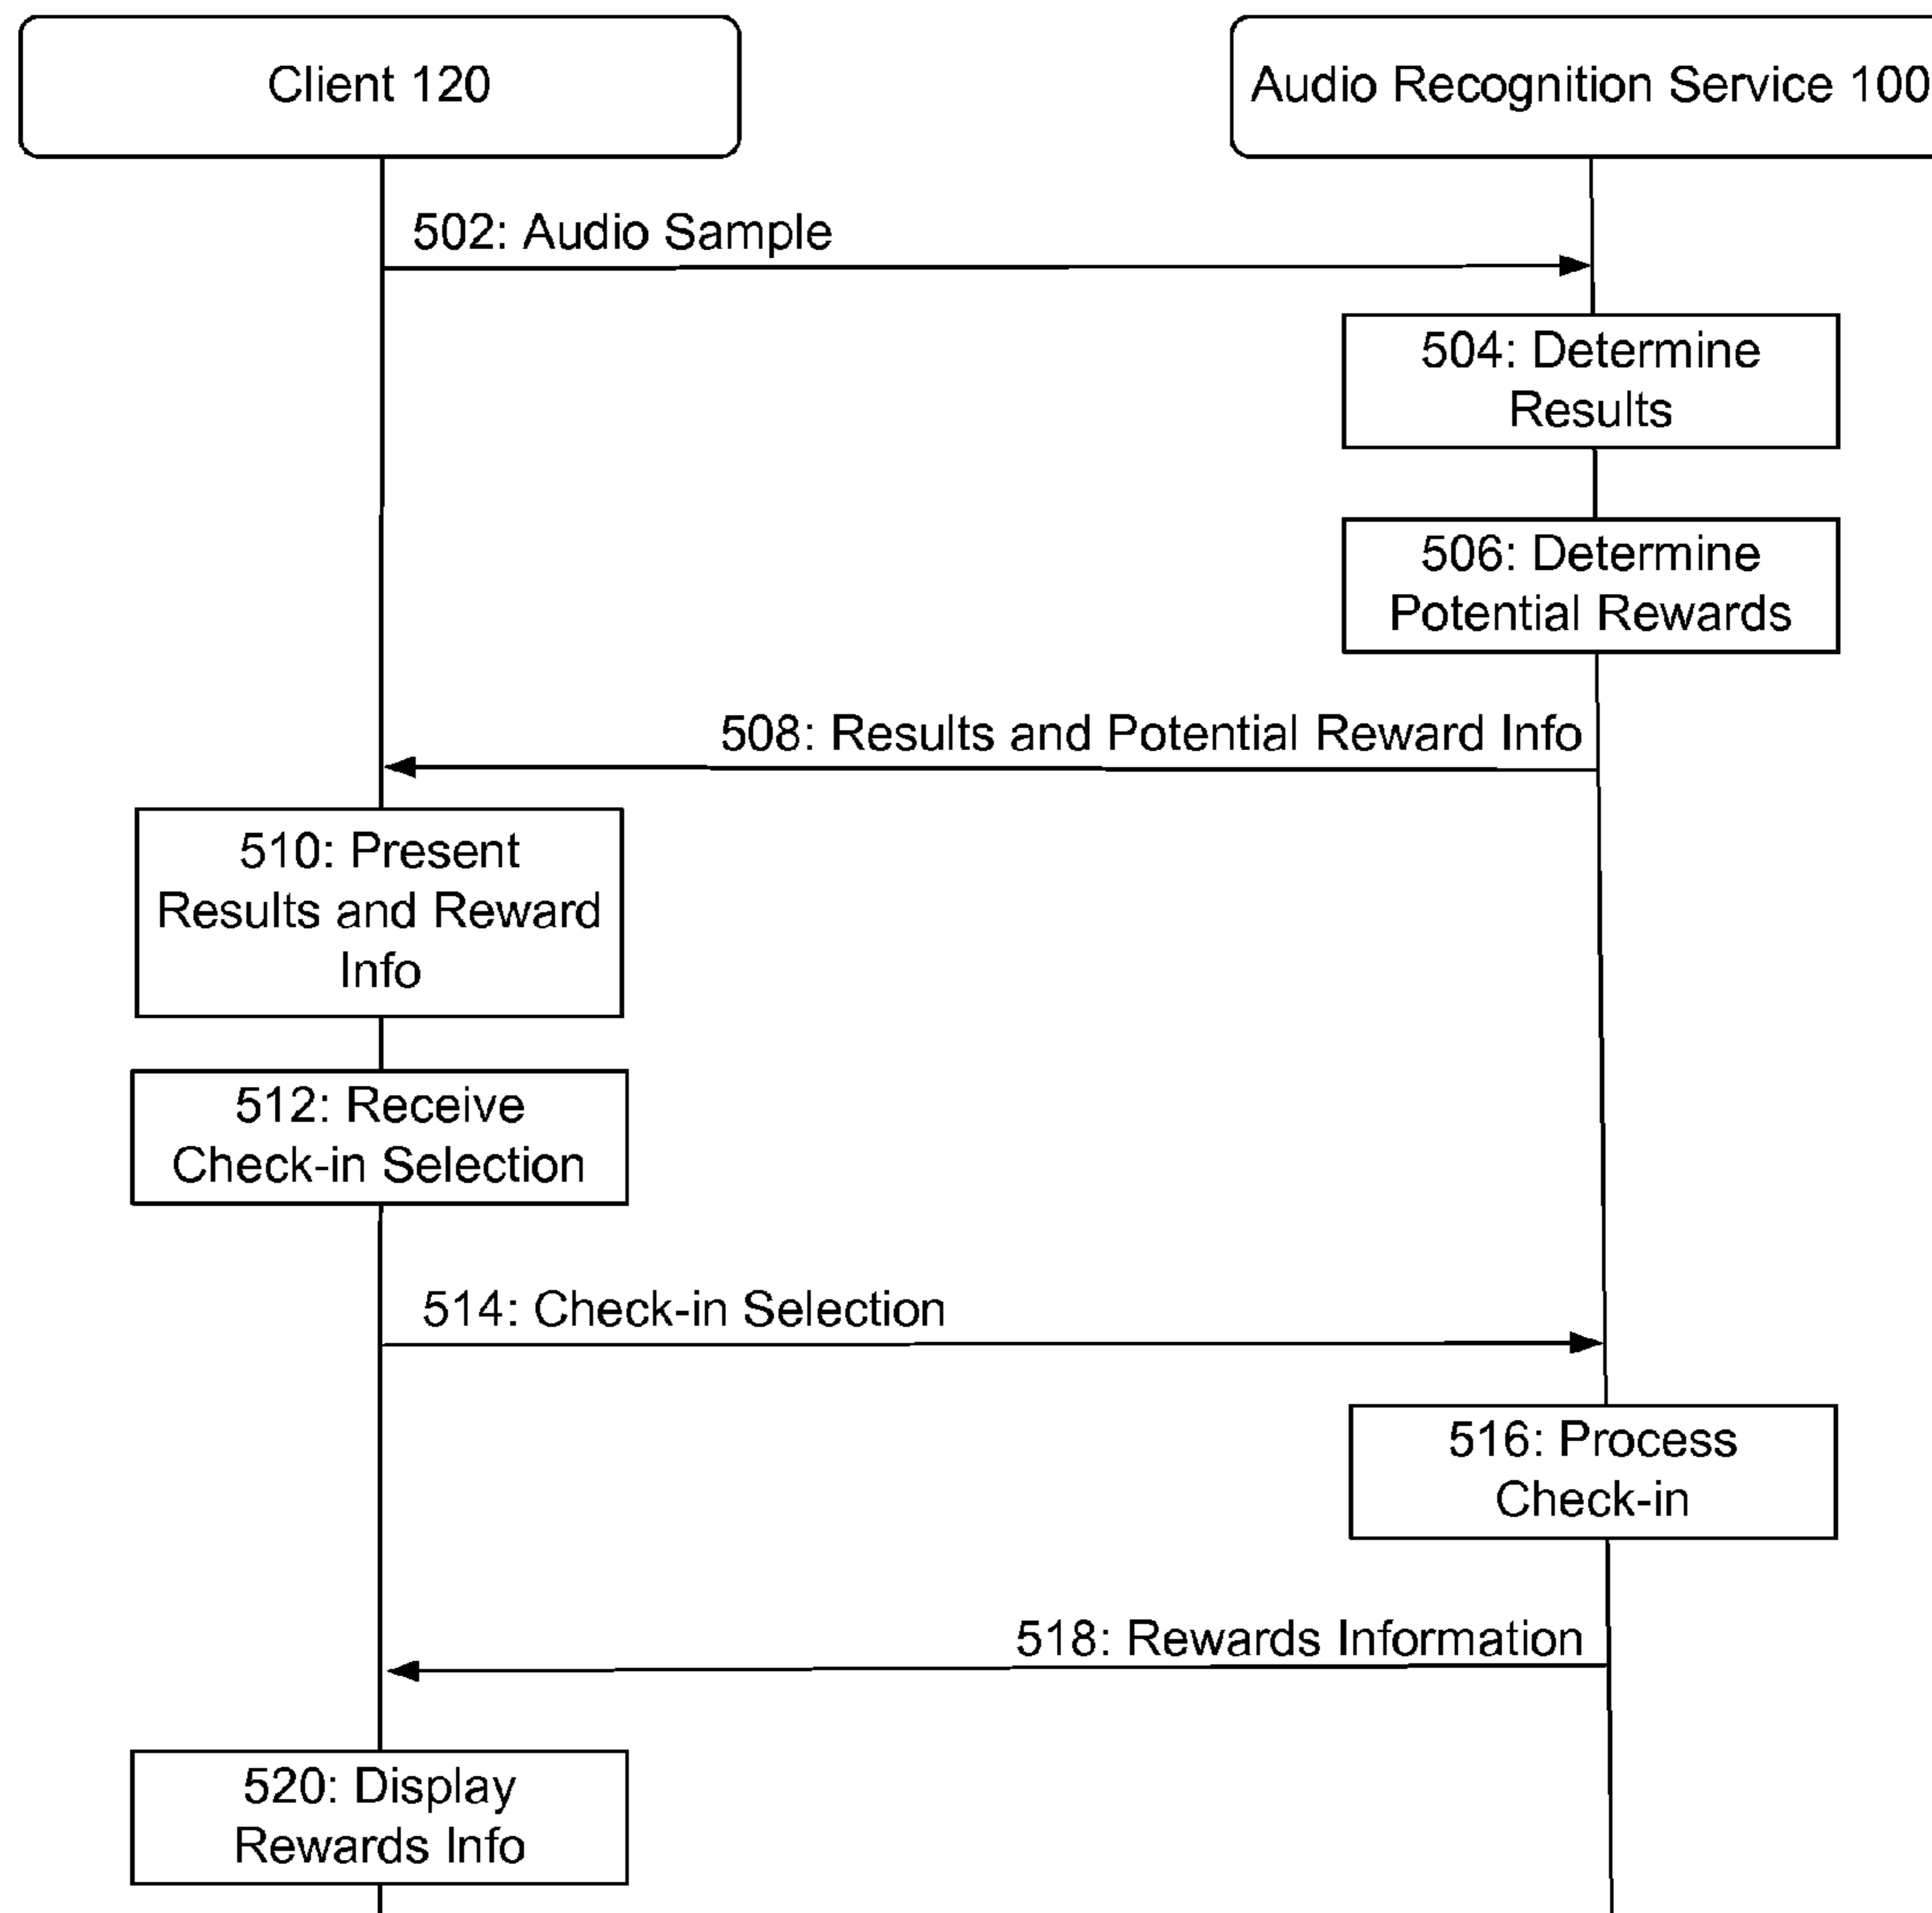 Client 120
Audio Recognition Service 100
502: Audio Sample
504: Determine
Results
506: Determine
Potential Rewards
508: Results and Potential Reward Info
510: Present
Results and Reward
Info
512: Receive
Check-in Selection
514: Check-in Selection
516: Process
Check-in
518: Rewards Information
520: Display
Rewards Info